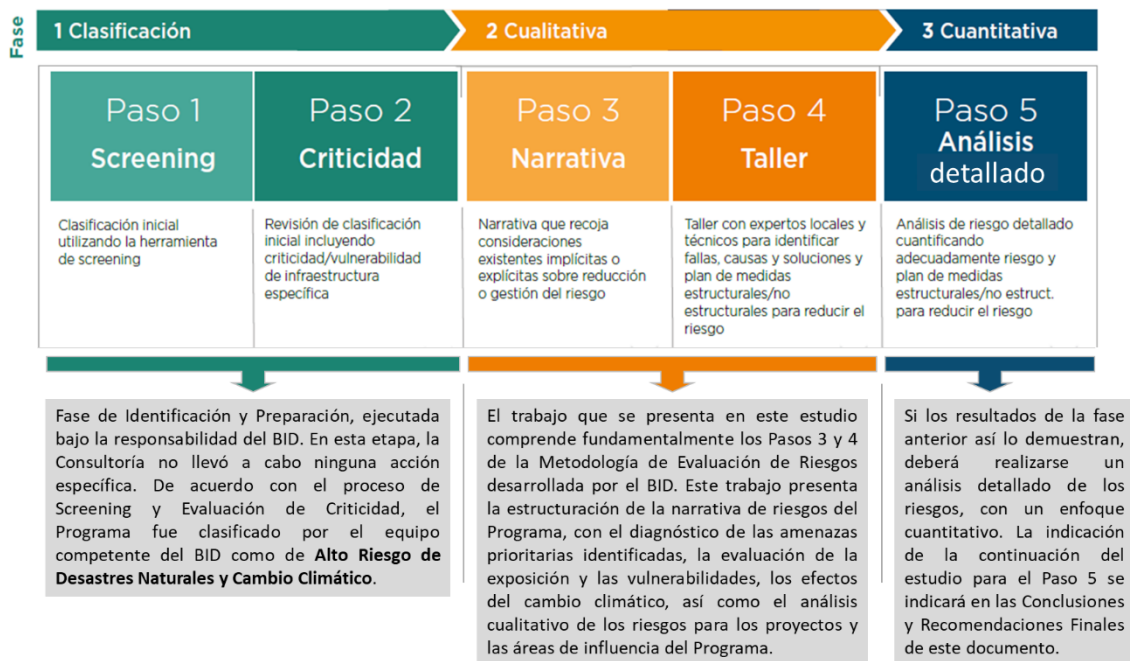 Fase
1 Clasificación
2 Cualitativa
3 Cuantitativa
Paso 1
Screening
Paso 2
Criticidad
Paso 3
Narrativa
Paso 4
Taller
Paso 5
Análisis
detallado
Clasificación inicial
utilizando la herramienta
de screening
Revisión de clasificación
inicial incluyendo
criticidad/vulnerabilidad
de infraestructura
específica
Narrativa que recoja
consideraciones
existentes implícitas o
explícitas sobre reducción
o gestión del riesgo
Taller con expertos locales y
técnicos para identificar
fallas, causas y soluciones y
plan de medidas
estructurales/no
estructurales para reducir el
riesgo
Análisis de riesgo detallado
cuantificando
adecuadamente riesgo y
plan de medidas
estructurales/no estruct.
para reducir el riesgo
Fase de Identificación y Preparación, ejecutada
bajo la responsabilidad del BID. En esta etapa, la
Consultoría no llevó a cabo ninguna acción
específica. De acuerdo con el proceso de
Screening y Evaluación de Criticidad, el
Programa fue clasificado por el equipo
competente del BID como de Alto Riesgo de
Desastres Naturales y Cambio Climático.
El trabajo que se presenta en este estudio
comprende fundamentalmente los Pasos 3 y 4
de la Metodología de Evaluación de Riesgos
desarrollada por el BID. Este trabajo presenta
la estructuración de la narrativa de riesgos del
Programa, con el diagnóstico de las amenazas
prioritarias identificadas, la evaluación de la
exposición y las vulnerabilidades, los efectos
del cambio climático, así como el análisis
cualitativo de los riesgos para los proyectos y
las áreas de influencia del Programa.
Si los resultados de la fase
anterior así lo demuestran,
deberá realizarse un
análisis detallado de los
riesgos, con un enfoque
cuantitativo. La indicación
de la continuación del
estudio para el Paso 5 se
indicará en las Conclusiones
y Recomendaciones Finales
de este documento.